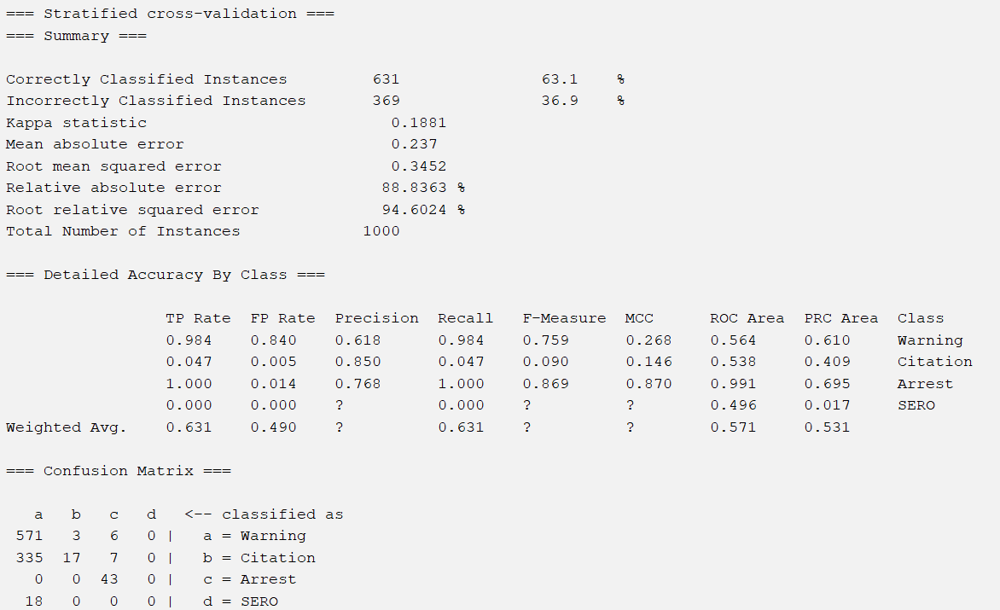 === Stratified cross-validation ===
=== Summary ===
Correctly Classified Instances 631 63.1 %
Incorrectly Classified Instances 369 36.9 %
Kappa statistic 0.1881
Mean absolute error 0.237
Root mean squared error 0.3452
Relative absolute error 88.8363 %
Root relative squared error 94.6024 %
Total Number of Instances 1000
=== Detailed Accuracy By Class ===
TP Rate FP Rate Precision Recall F-Measure MCC ROC Area PRC Area Class
0.984 0.840 0.618 0.984 0.759 0.268 0.564 0.610 Warning
0.047 0.005 0.850 0.047 0.090 0.146 0.538 0.409 Citation
1.000 0.014 0.768 1.000 0.869 0.870 0.991 0.695 Arrest
0.000 0.000 ? 0.000 ? ? 0.496 0.017 SERO
Weighted Avg. 0.631 0.490 ? 0.631 ? ? 0.571 0.531
=== Confusion Matrix ===
a b c d <-- classified as
571 3 6 0 | a = Warning
335 17 7 0 | b = Citation
0 0 43 0 | c = Arrest
18 0 0 0 | d = SERO